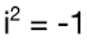 i² = -1